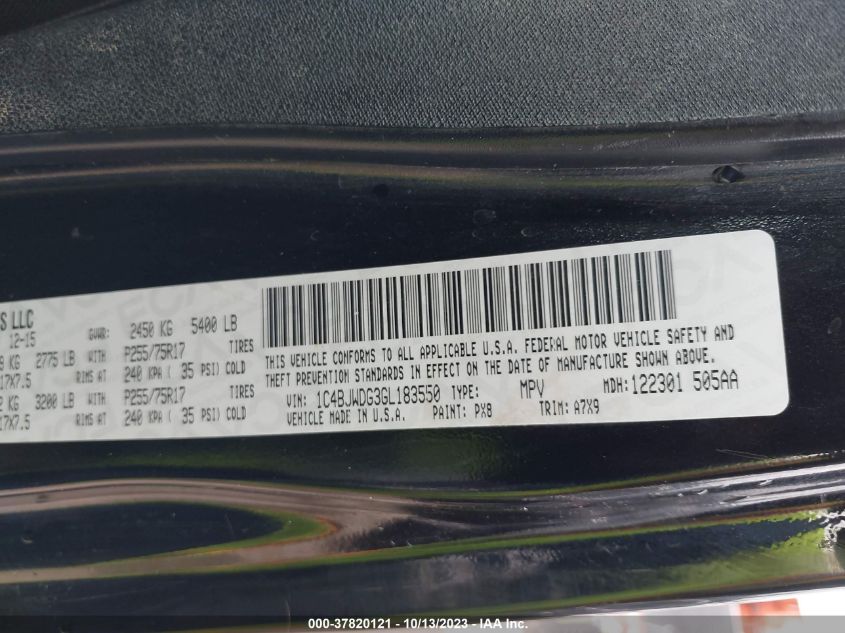 S LLC
12-15 GVWR: 2450 KG 5400 LB
KG 2775 LB WITH P255/75R17 TIRES
17X7.5 RIMS AT 240 KPA ( 35 PSI) COLD
KG 3200 LB WITH P255/75R17 TIRES
17X7.5 RIMS AT 240 KPA ( 35 PSI) COLD
THIS VEHICLE CONFORMS TO ALL APPLICABLE U.S.A. FEDERAL MOTOR VEHICLE SAFETY AND
THEFT PREVENTION STANDARDS IN EFFECT ON THE DATE OF MANUFACTURE SHOWN ABOVE.
VIN: 1C4BJWDG3GL183550 TYPE: MPV MDH: 122301 505AA
VEHICLE MADE IN U.S.A. PAINT: PX8 TRIM: A7X9
000-37820121 - 10/13/2023 - IAA Inc.